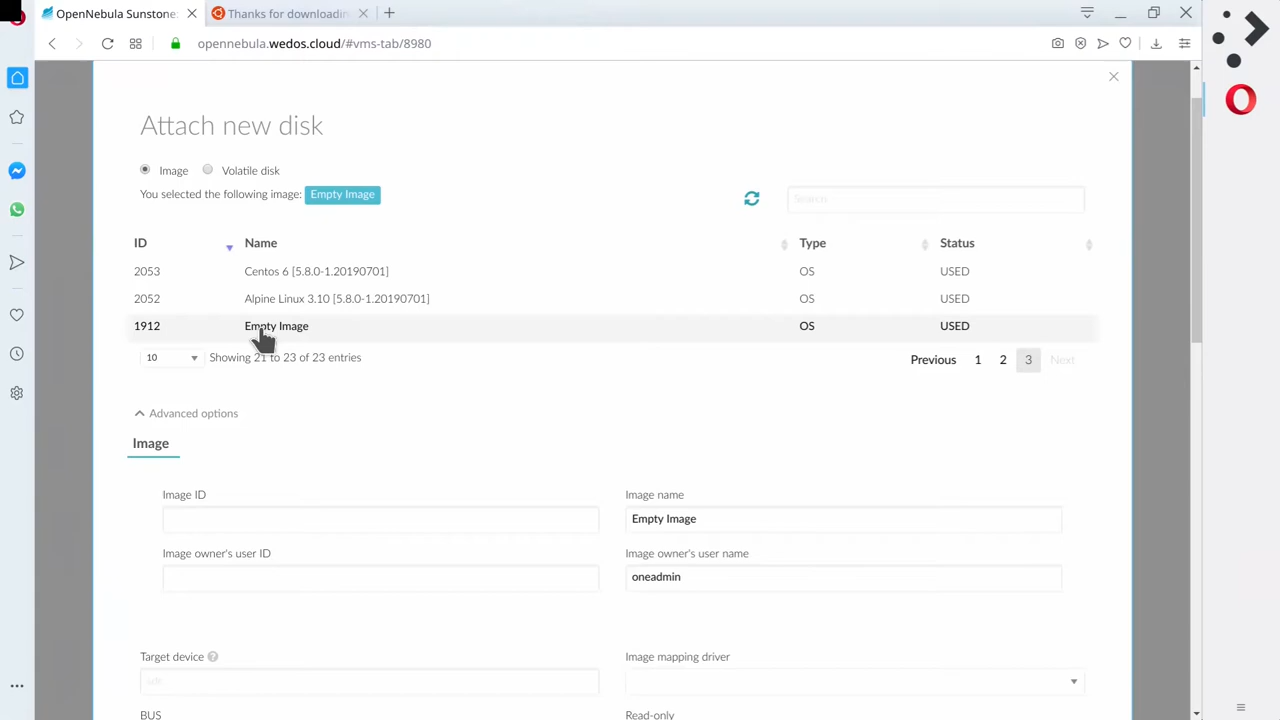 OpenNebula Sunstone:
Thanks for downloadin
opennebula.wedos.cloud/#vms-tab/8980
Attach new disk
Image
Volatile disk
You selected the following image: Empty Image
Search
ID Name Type Status
2053 Centos 6 [5.8.0-1.20190701] OS USED
2052 Alpine Linux 3.10 [5.8.0-1.20190701] OS USED
1912 Empty Image OS USED
10 Showing 21 to 23 of 23 entries
Previous 1 2 3 Next
Advanced options
Image
Image ID
Image name
Empty Image
Image owner's user ID
Image owner's user name
oneadmin
Target device
Image mapping driver
sdc
BUS
Read-only